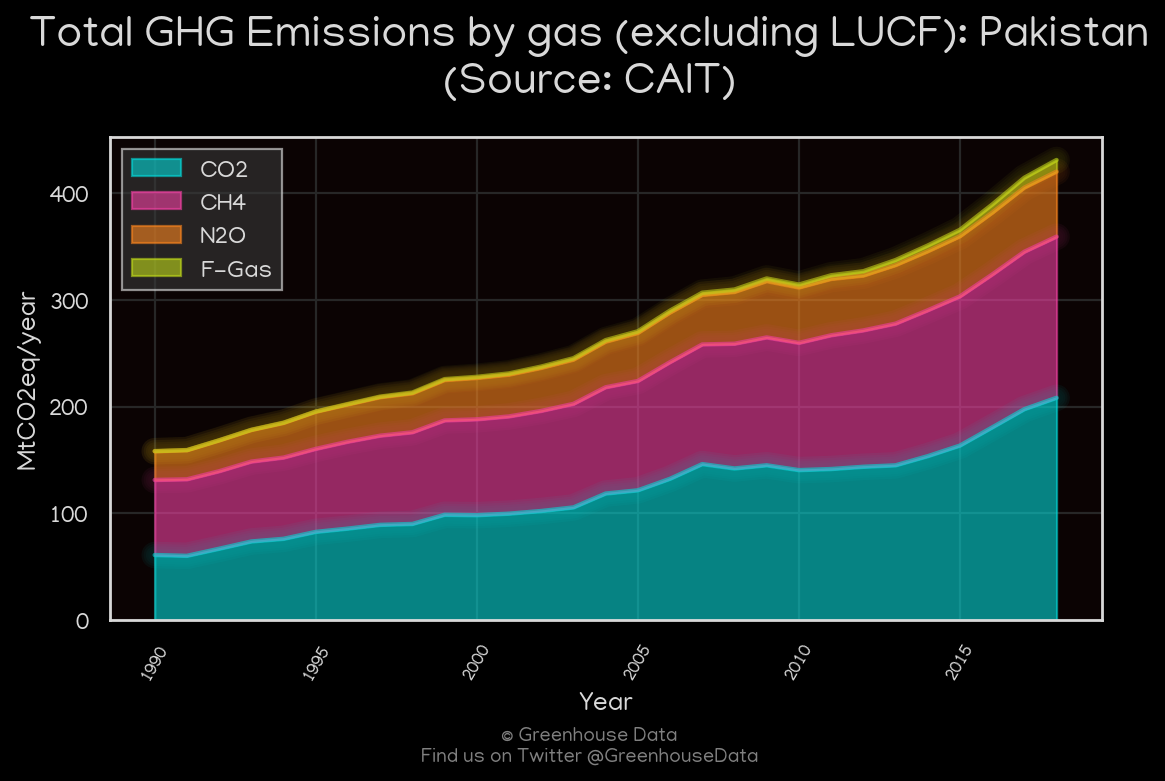 Total GHG Emissions by gas (excluding LUCF): Pakistan
(Source: CAIT)
CO2
CH4
N2O
F-Gas
MtCO2eq/year
400
300
200
100
0
1990
1995
2000
2005
2010
2015
Year
© Greenhouse Data
Find us on Twitter @GreenhouseData